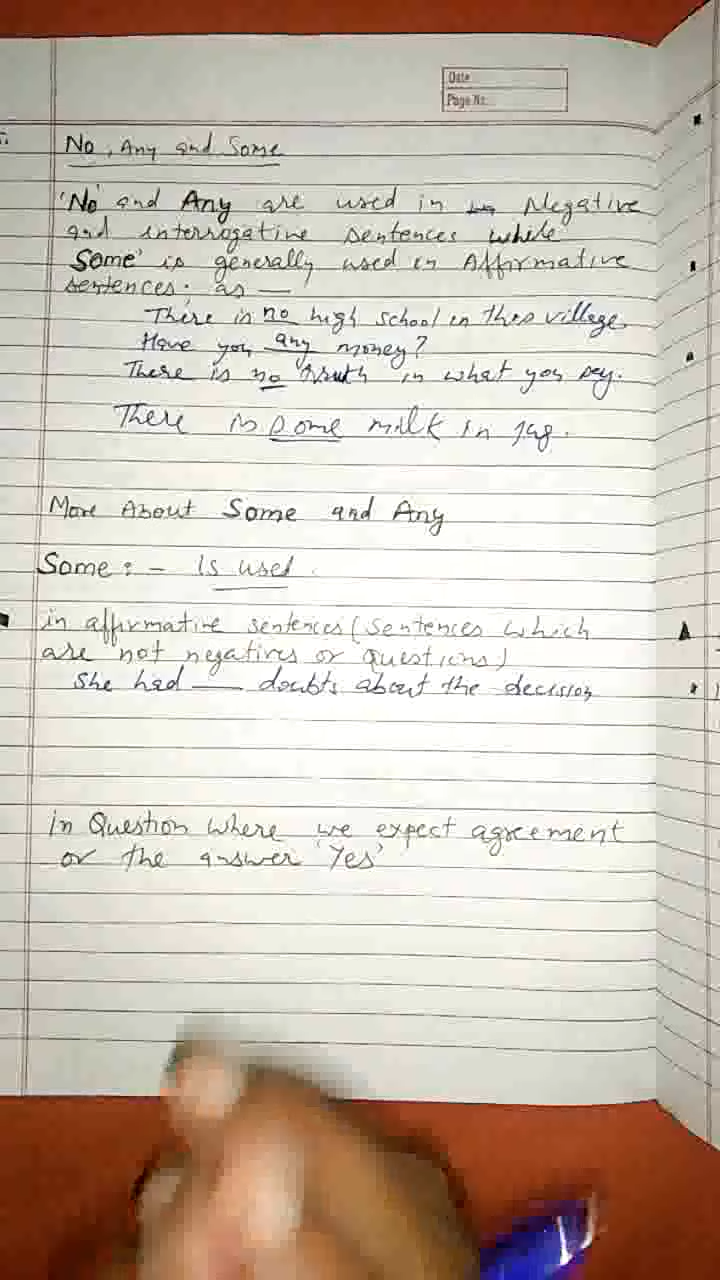 Date
Page No.
No, Any and Some
'No' and Any are used in Negative
and interrogative sentences while
Some' is generally used in Affirmative
sentences. as —
There is no high school in this village.
Have you any money?
There is no truth in what you say.
There is some milk in jug.
More About Some and Any
Some : - Is used.
in affirmative sentences (Sentences which
are not negatives or questions)
She had —— doubts about the decision
in Question where we expect agreement
or the answer 'Yes'